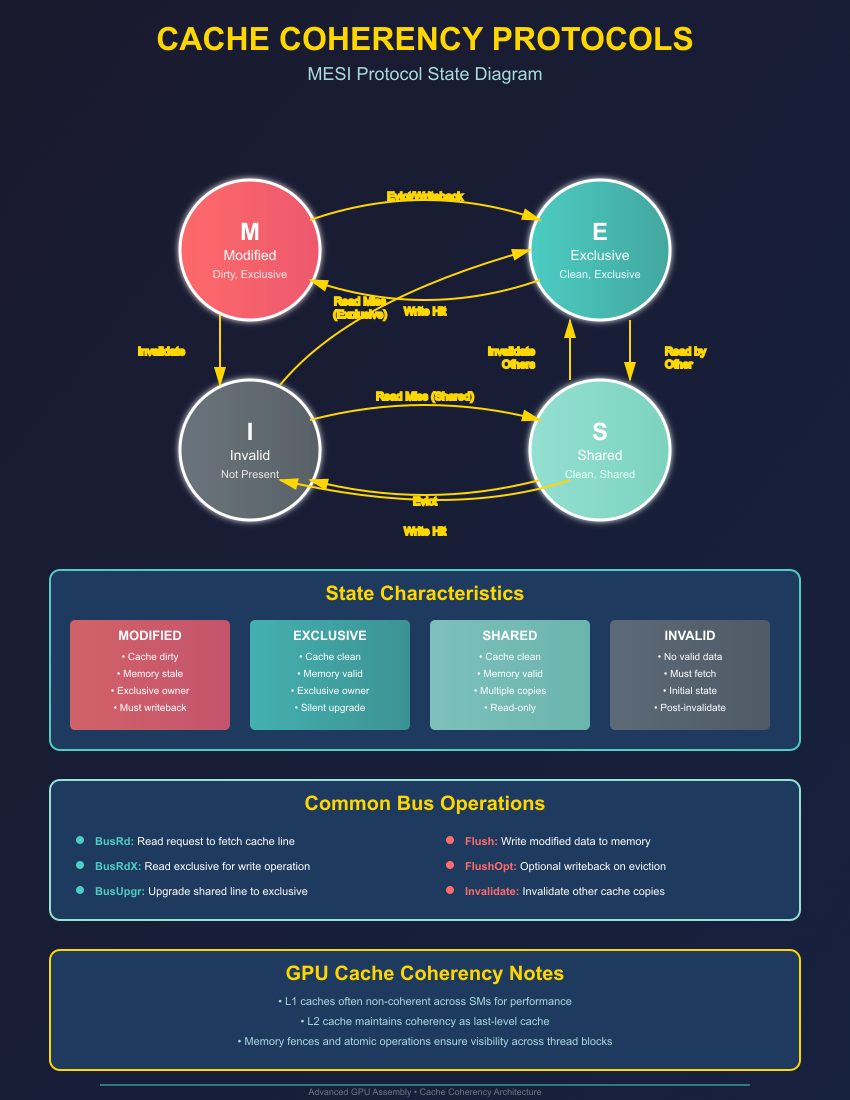 CACHE COHERENCY PROTOCOLS
MESI Protocol State Diagram
Evict/Writeback
M
Modified
Dirty, Exclusive
E
Exclusive
Clean, Exclusive
Read Miss
(Exclusive)
Write Hit
Invalidate
Invalidate
Others
Read by
Other
Read Miss (Shared)
I
Invalid
Not Present
S
Shared
Clean, Shared
Evict
Write Hit
State Characteristics
MODIFIED
• Cache dirty
• Memory stale
• Exclusive owner
• Must writeback
EXCLUSIVE
• Cache clean
• Memory valid
• Exclusive owner
• Silent upgrade
SHARED
• Cache clean
• Memory valid
• Multiple copies
• Read-only
INVALID
• No valid data
• Must fetch
• Initial state
• Post-invalidate
Common Bus Operations
BusRd: Read request to fetch cache line
BusRdX: Read exclusive for write operation
BusUpgr: Upgrade shared line to exclusive
Flush: Write modified data to memory
FlushOpt: Optional writeback on eviction
Invalidate: Invalidate other cache copies
GPU Cache Coherency Notes
• L1 caches often non-coherent across SMs for performance
• L2 cache maintains coherency as last-level cache
• Memory fences and atomic operations ensure visibility across thread blocks
Advanced GPU Assembly • Cache Coherency Architecture